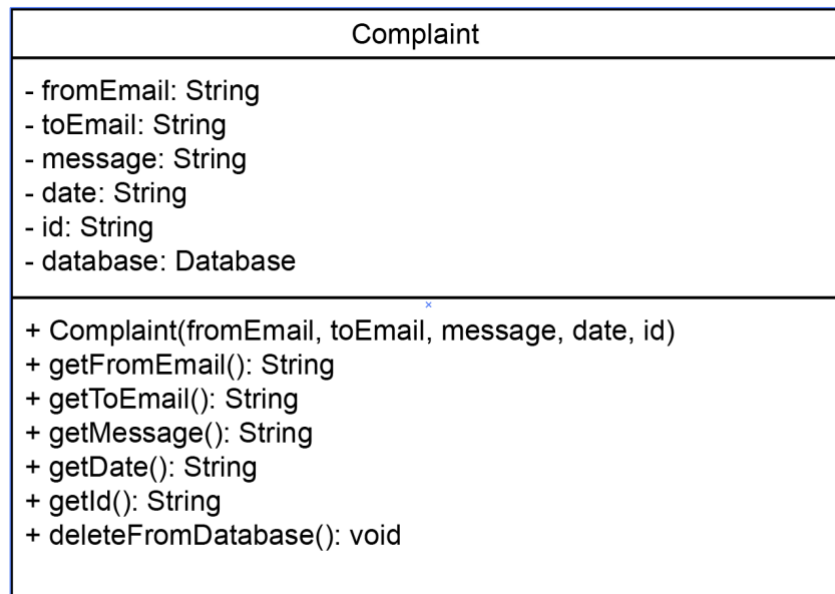 Complaint
- fromEmail: String
- toEmail: String
- message: String
- date: String
- id: String
- database: Database
+ Complaint(fromEmail, toEmail, message, date, id)
+ getFromEmail(): String
+ getToEmail(): String
+ getMessage(): String
+ getDate(): String
+ getId(): String
+ deleteFromDatabase(): void